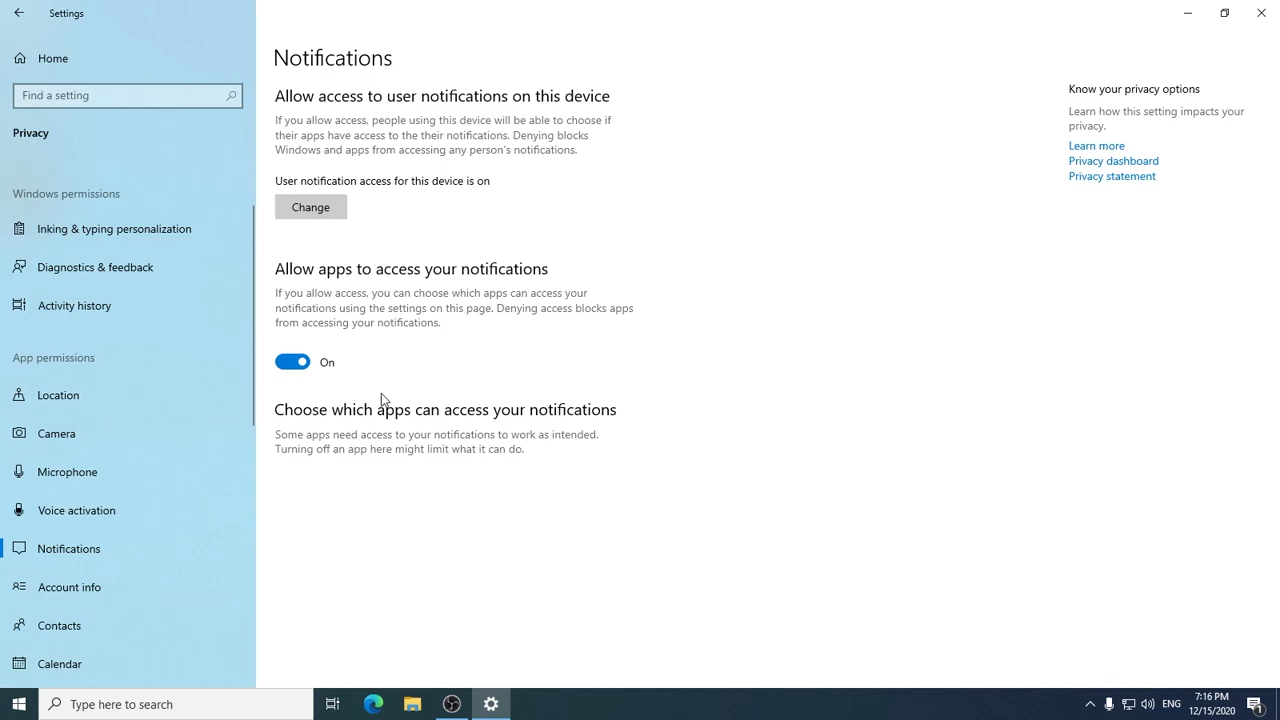 Settings
Home
Find a setting
Privacy
Windows permissions
Inking & typing personalization
Diagnostics & feedback
Activity history
App permissions
Location
Camera
Microphone
Voice activation
Notifications
Account info
Contacts
Calendar
Notifications
Allow access to user notifications on this device
If you allow access, people using this device will be able to choose if
their apps have access to the their notifications. Denying blocks
Windows and apps from accessing any person's notifications.
User notification access for this device is on
Change
Allow apps to access your notifications
If you allow access, you can choose which apps can access your
notifications using the settings on this page. Denying access blocks apps
from accessing your notifications.
On
Choose which apps can access your notifications
Some apps need access to your notifications to work as intended.
Turning off an app here might limit what it can do.
Know your privacy options
Learn how this setting impacts your
privacy.
Learn more
Privacy dashboard
Privacy statement
Type here to search
ENG
7:16 PM
12/15/2020
1